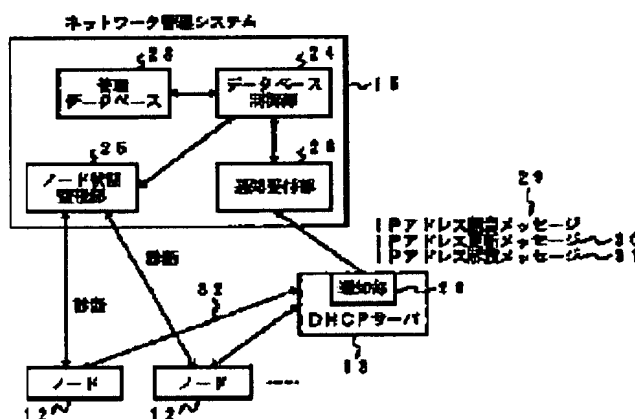 ネットワーク管理システム
23
24
管理
データベース
データベース
制御部
15
25
26
ノード状態
監視部
通知受付部
29
IPアドレス割当メッセージ
IPアドレス更新メッセージ
30
IPアドレス解放メッセージ
31
診断
診断
32
通知部
28
DHCPサーバ
13
ノード
ノード
12
12